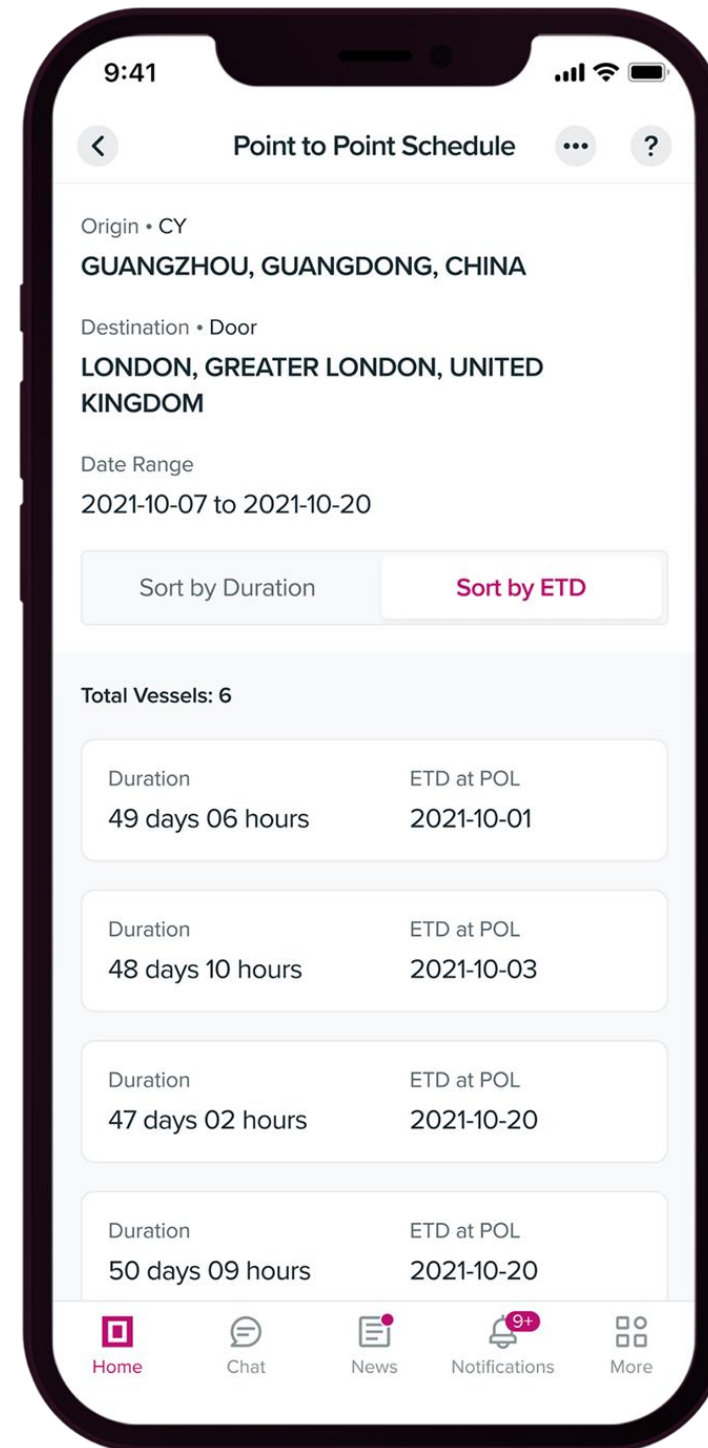 9:41
Point to Point Schedule ... ?
Origin • CY
GUANGZHOU, GUANGDONG, CHINA
Destination • Door
LONDON, GREATER LONDON, UNITED
KINGDOM
Date Range
2021-10-07 to 2021-10-20
Sort by Duration Sort by ETD
Total Vessels: 6
Duration ETD at POL
49 days 06 hours 2021-10-01
Duration ETD at POL
48 days 10 hours 2021-10-03
Duration ETD at POL
47 days 02 hours 2021-10-20
Duration ETD at POL
50 days 09 hours 2021-10-20
9+
Home Chat News Notifications More